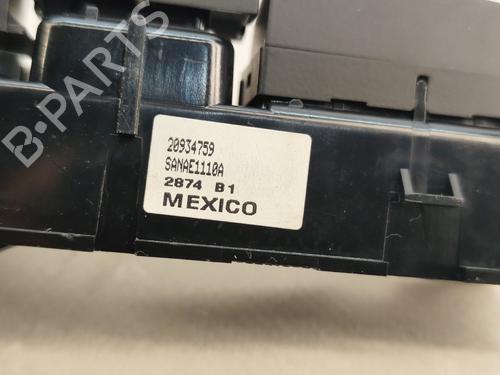 B-PARTS
20934759
SANAE1110A
2874 B1
MEXICO